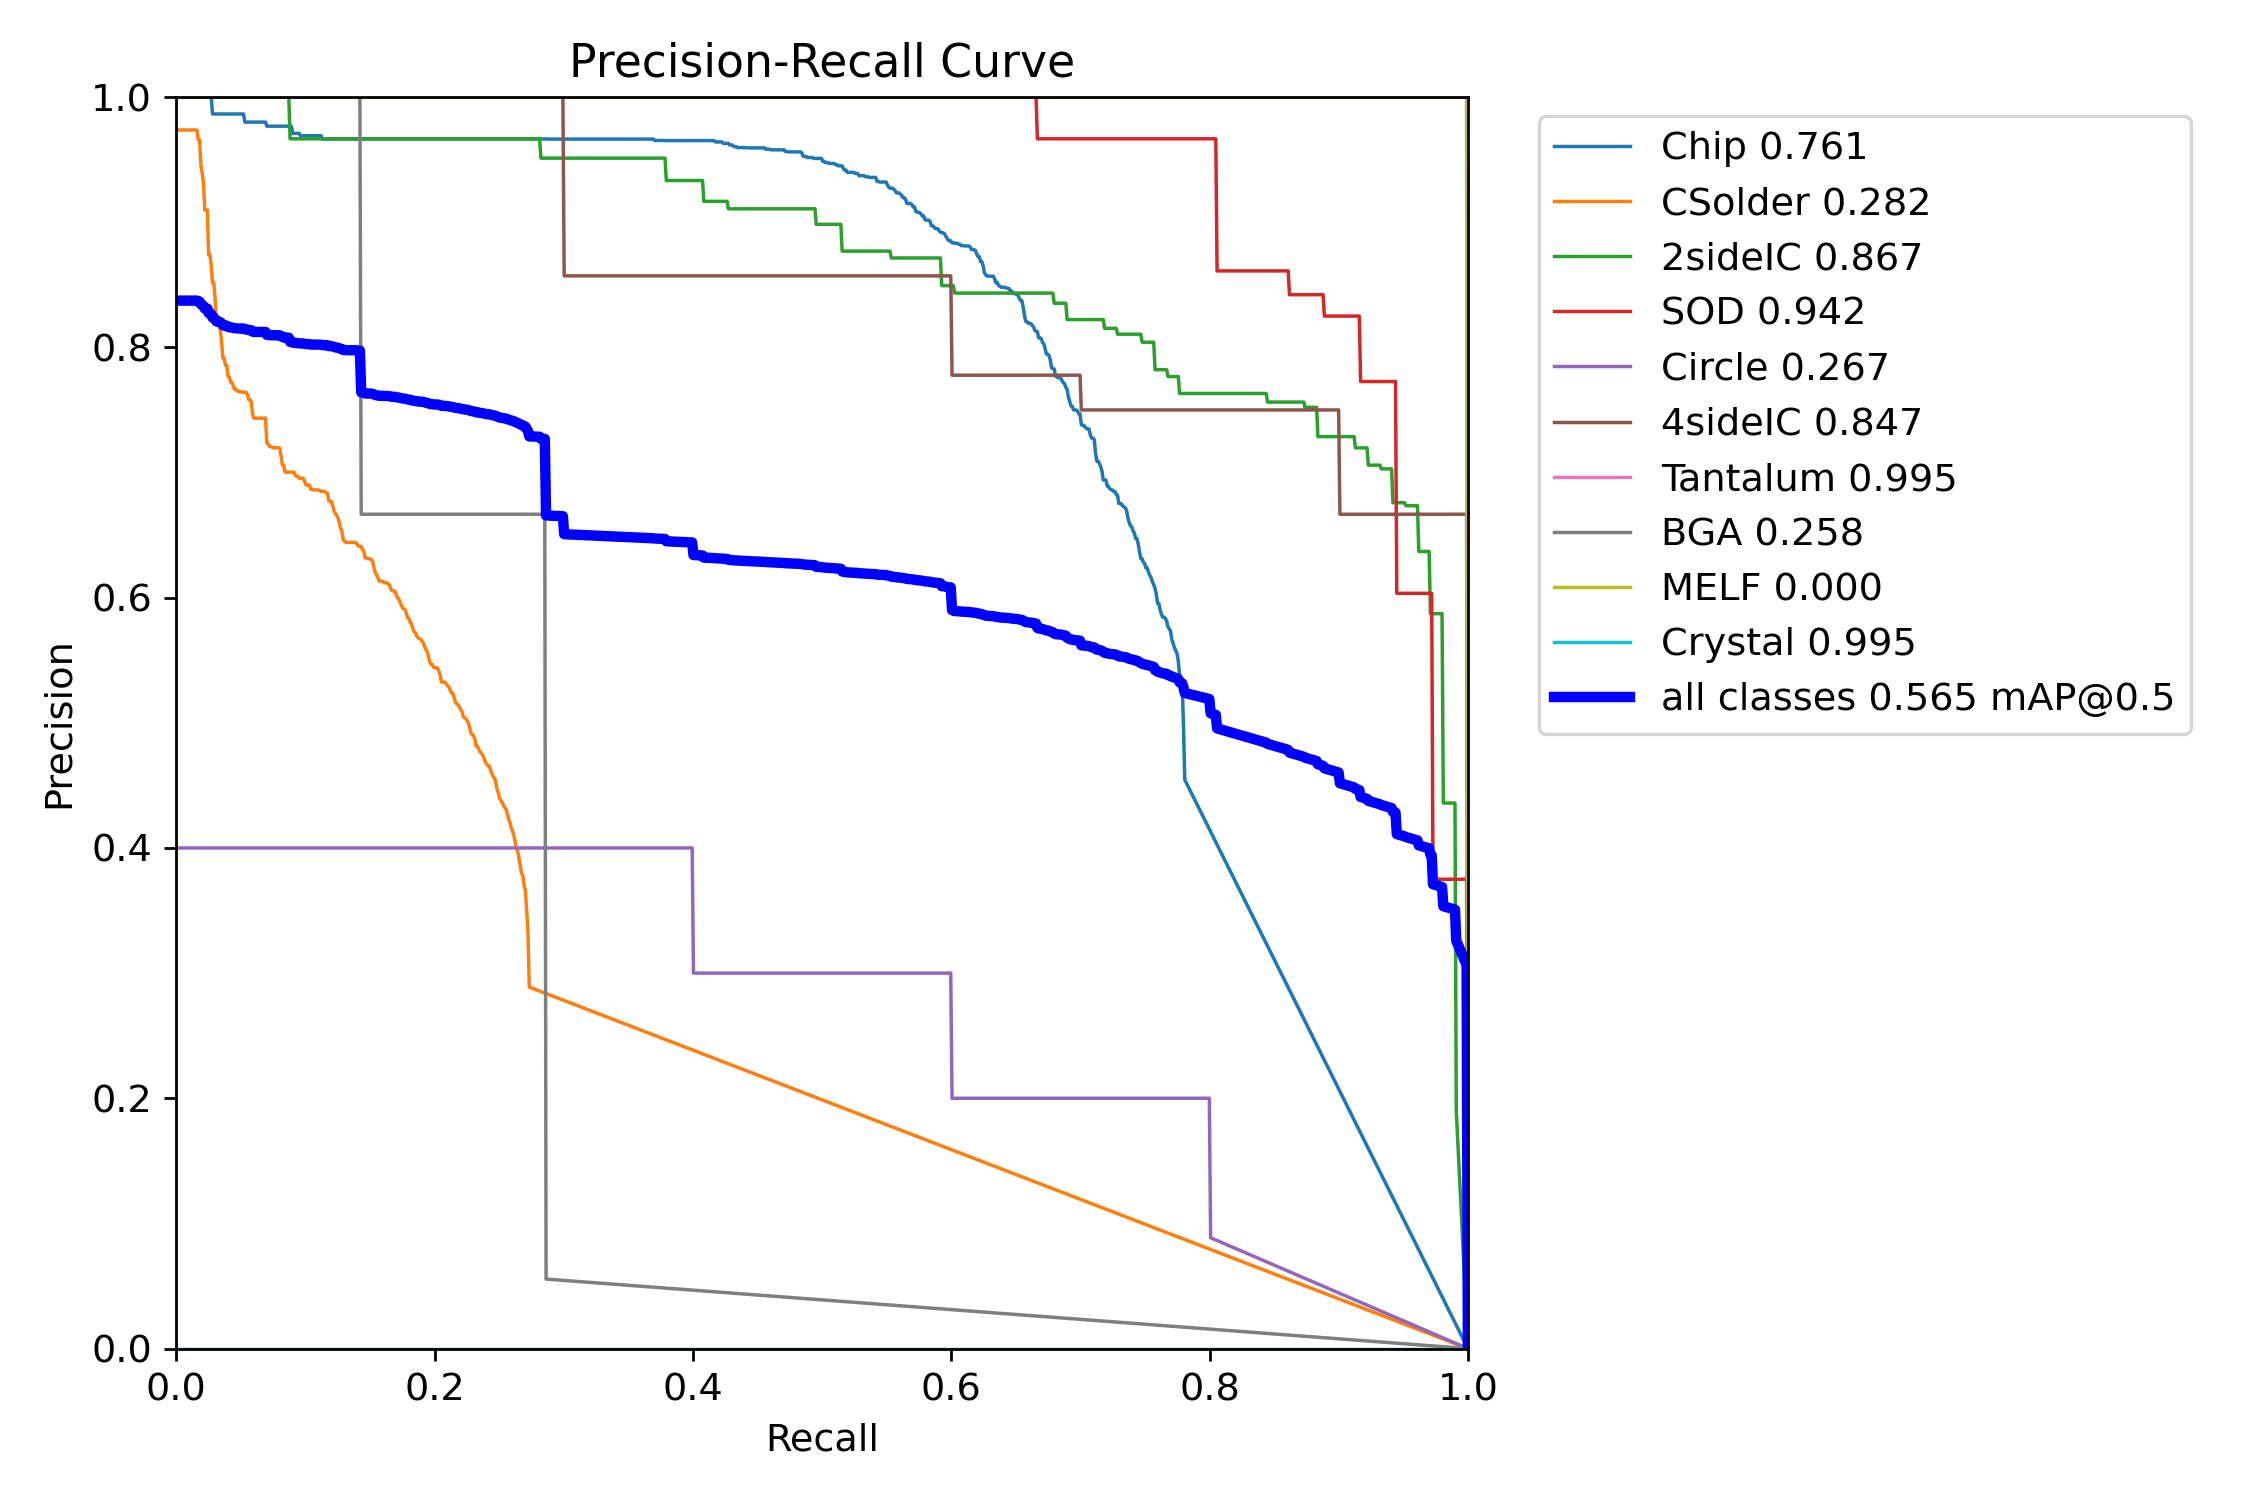 Precision-Recall Curve
1.0
0.8
0.6
0.4
0.2
0.0
Precision
0.0 0.2 0.4 0.6 0.8 1.0
Recall
Chip 0.761
CSolder 0.282
2sideIC 0.867
SOD 0.942
Circle 0.267
4sideIC 0.847
Tantalum 0.995
BGA 0.258
MELF 0.000
Crystal 0.995
all classes 0.565 mAP@0.5